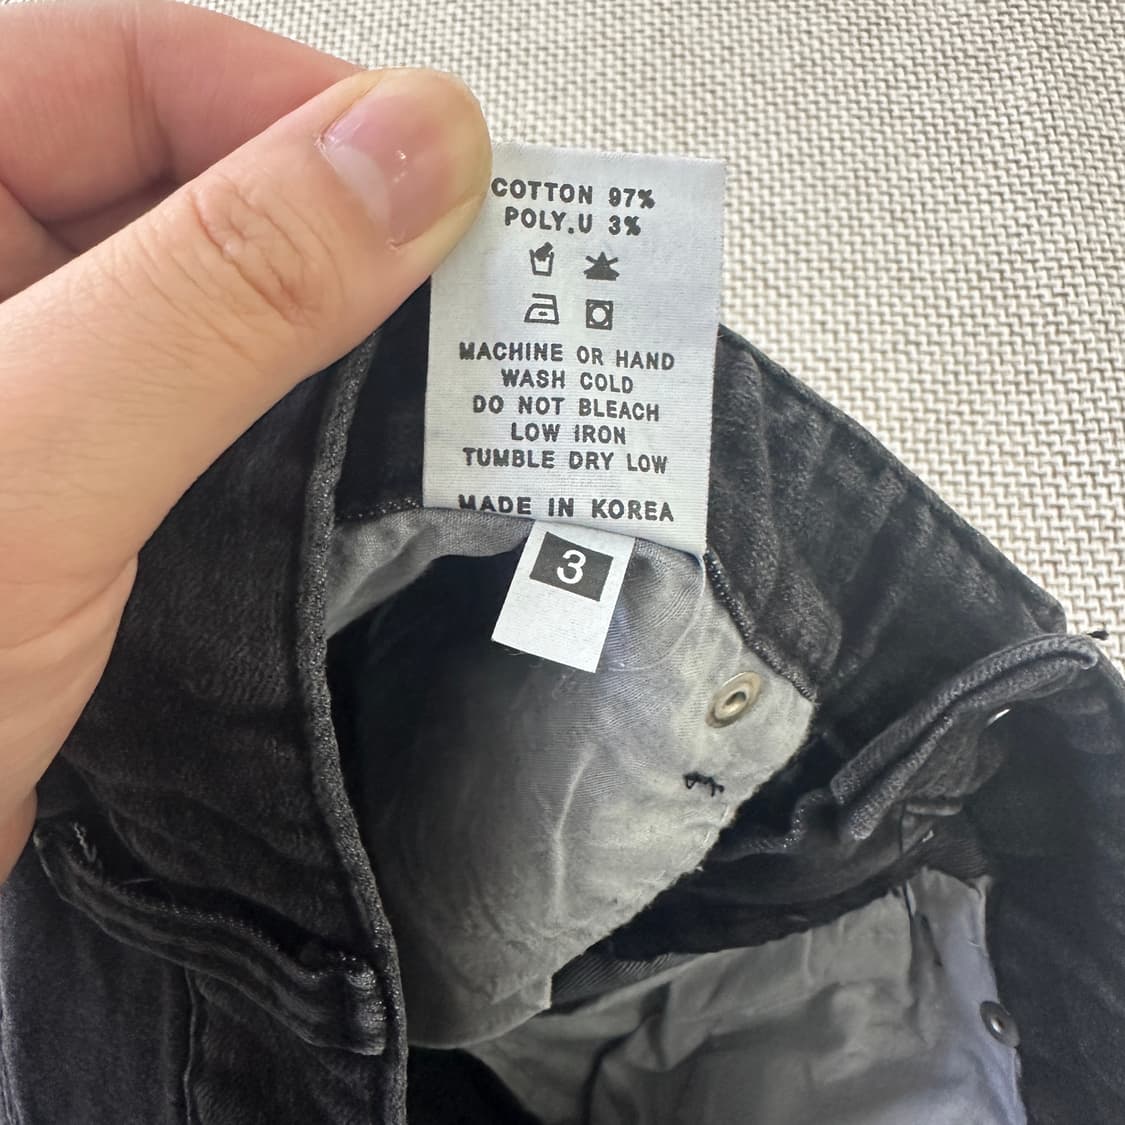 COTTON 97%
POLY.U 3%
MACHINE OR HAND
WASH COLD
DO NOT BLEACH
LOW IRON
TUMBLE DRY LOW
MADE IN KOREA
3